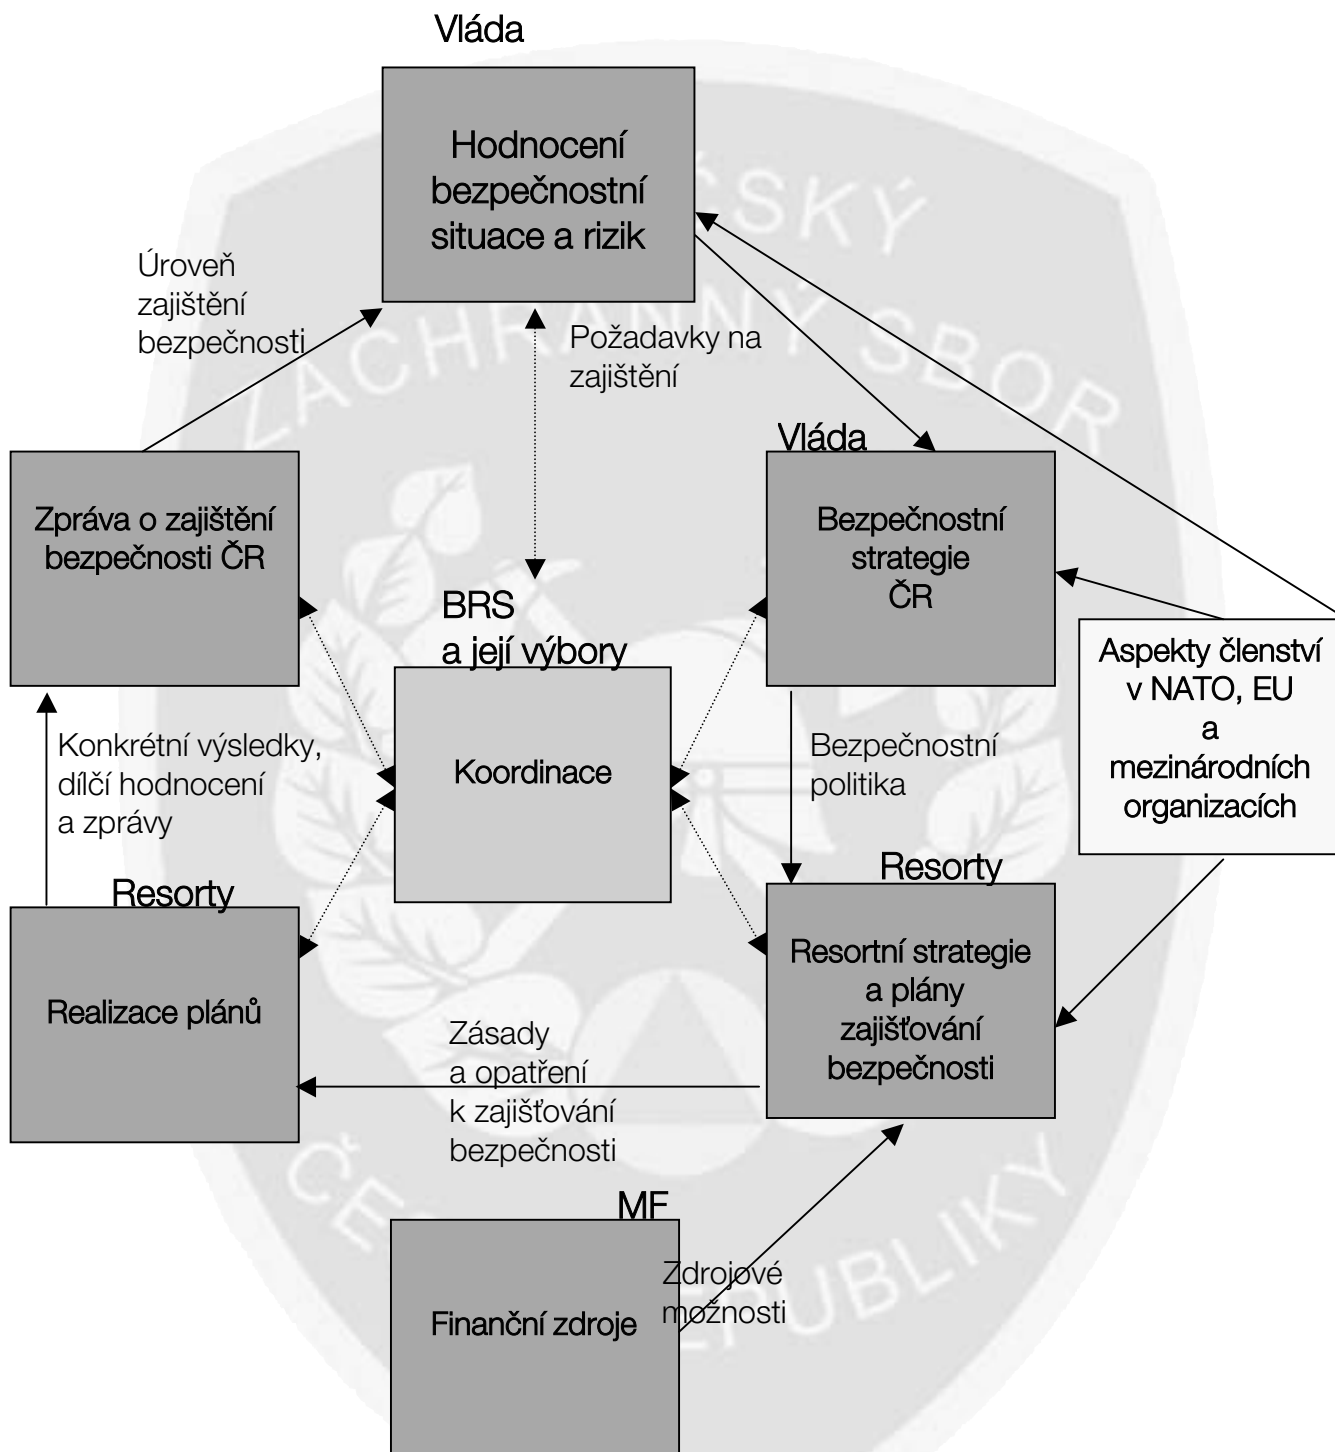 Vláda
Hodnocení
bezpečnostní
situace a rizik
Úroveň
zajištění
bezpečnosti
Požadavky na
zajištění
Zpráva o zajištění
bezpečnosti ČR
Vláda
Bezpečnostní
strategie
ČR
BRS
a její výbory
Koordinace
Aspekty členství
v NATO, EU
a
mezinárodních
organizacích
Konkrétní výsledky,
dílčí hodnocení
a zprávy
Bezpečnostní
politika
Resorty
Realizace plánů
Resorty
Resortní strategie
a plány
zajišťování
bezpečnosti
Zásady
a opatření
k zajišťování
bezpečnosti
MF
Finanční zdroje
Zdrojové
možnosti
ZÁCHRANNÝ SBOR